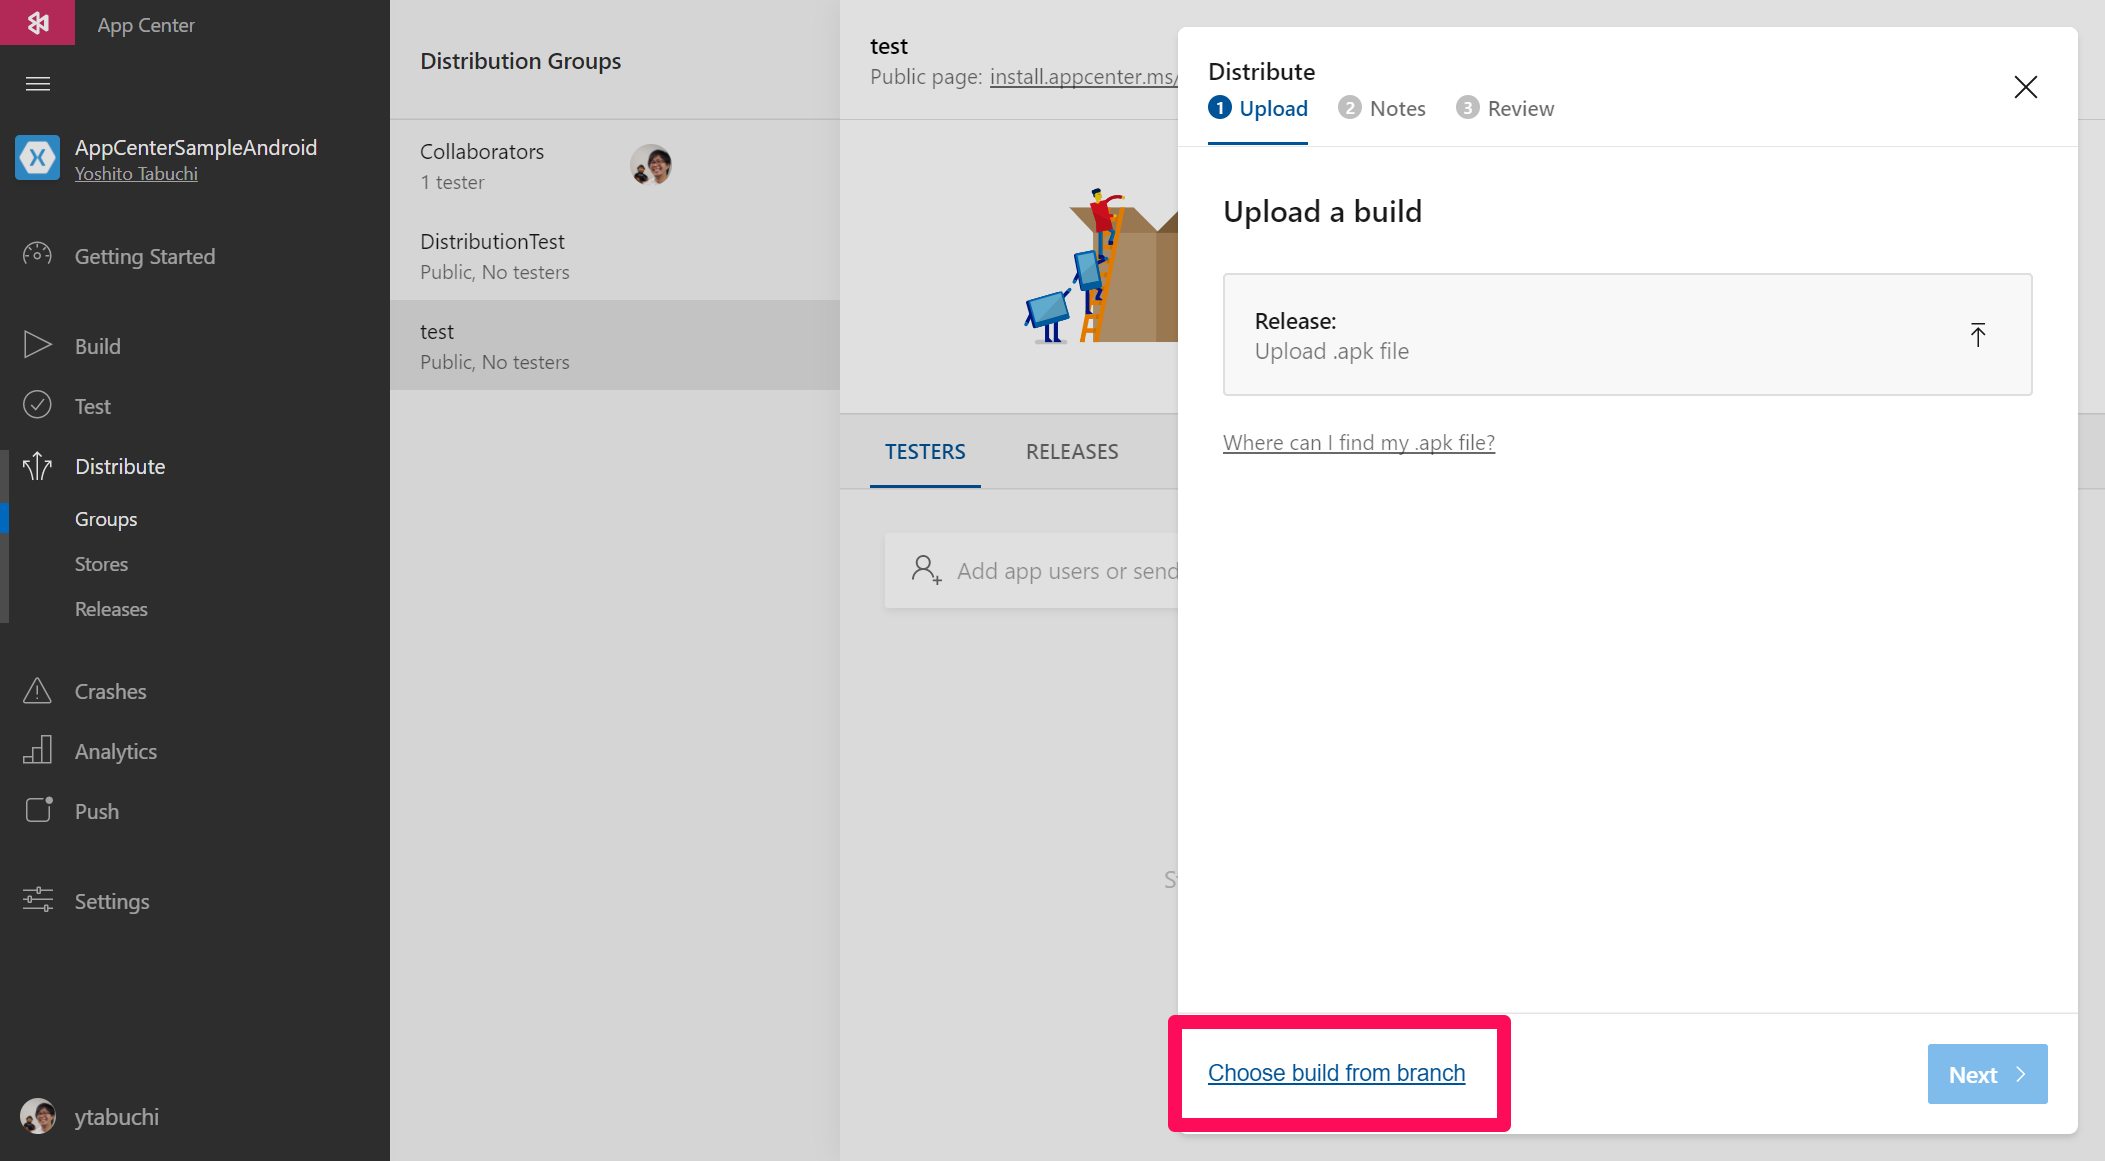 App Center
AppCenterSampleAndroid
Yoshito Tabuchi
Getting Started
Build
Test
Distribute
Groups
Stores
Releases
Crashes
Analytics
Push
Settings
ytabuchi
Distribution Groups
Collaborators
1 tester
DistributionTest
Public, No testers
test
Public, No testers
test
Public page: install.appcenter.ms/
TESTERS RELEASES
Add app users or send
Distribute
1 Upload 2 Notes 3 Review
Upload a build
Release:
Upload .apk file
Where can I find my .apk file?
Choose build from branch
Next